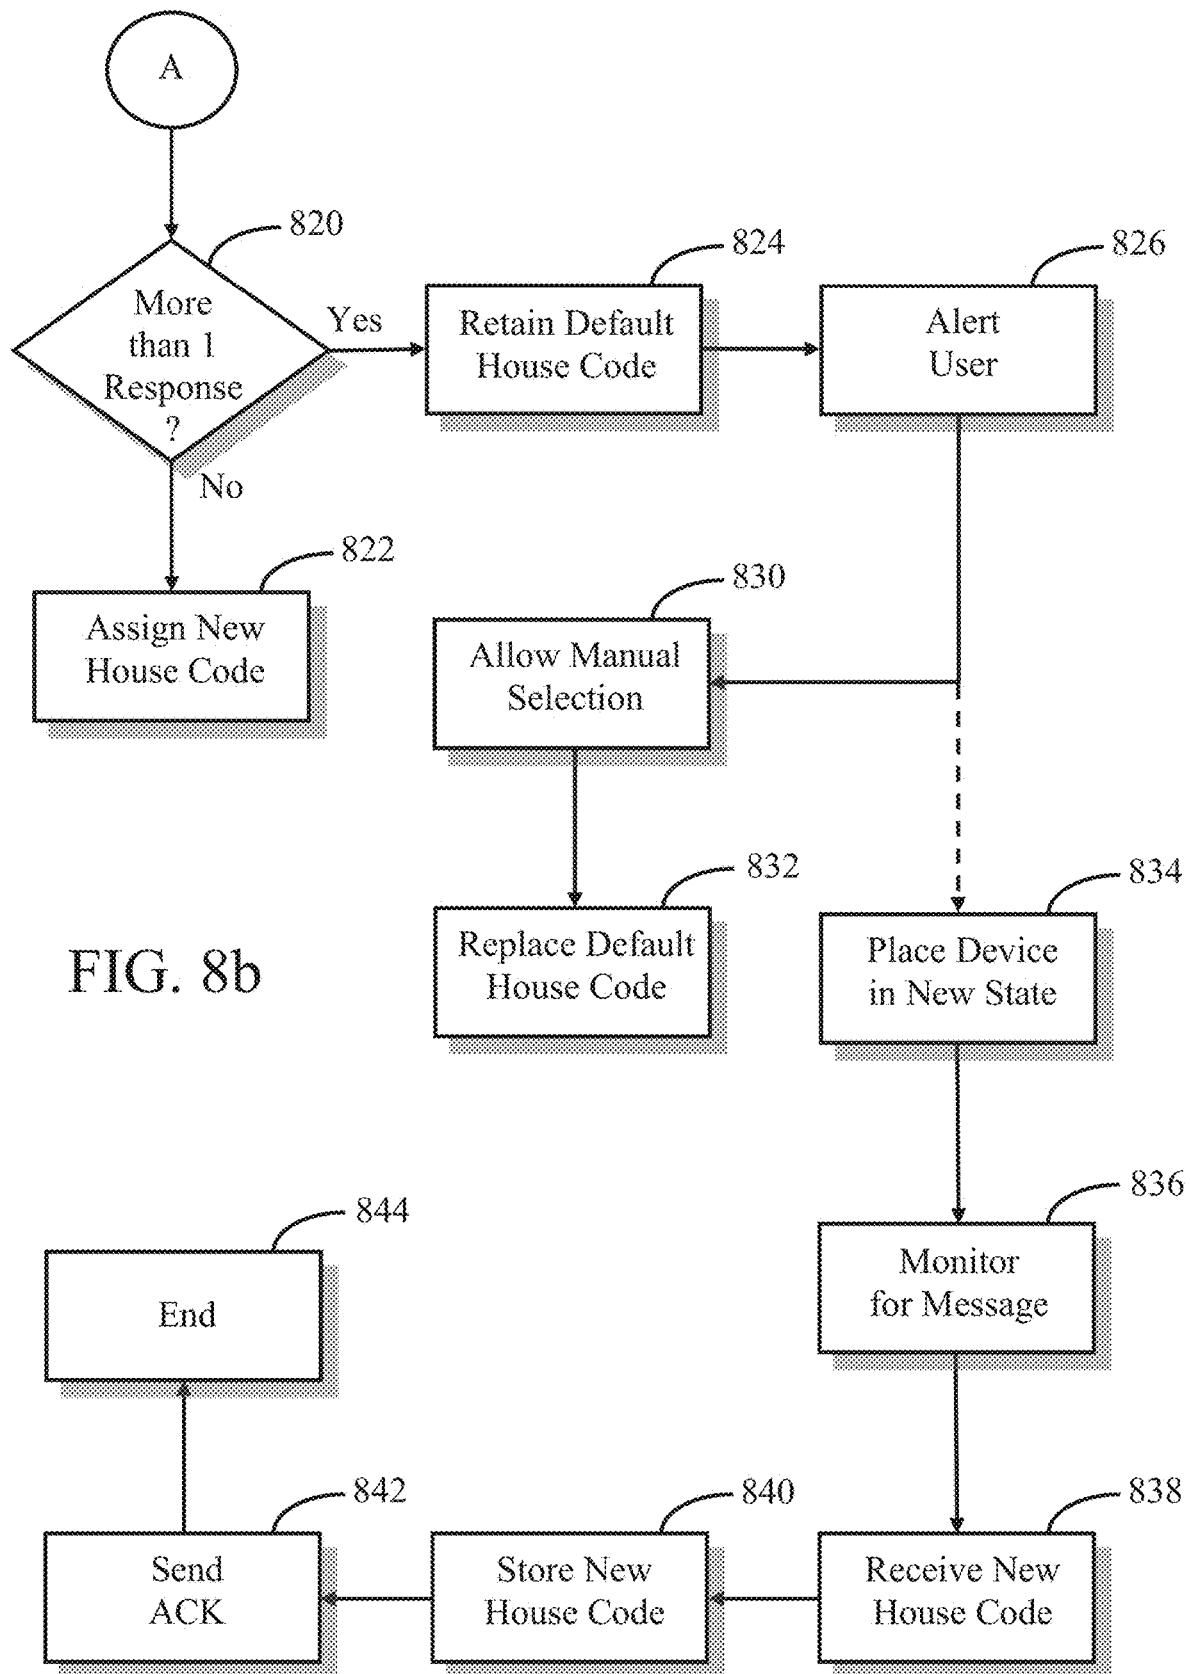 A
820
More
than 1
Response
?
Yes
No
824
Retain Default
House Code
826
Alert
User
822
Assign New
House Code
830
Allow Manual
Selection
832
Replace Default
House Code
834
Place Device
in New State
FIG. 8b
836
Monitor
for Message
838
Receive New
House Code
840
Store New
House Code
842
Send
ACK
844
End